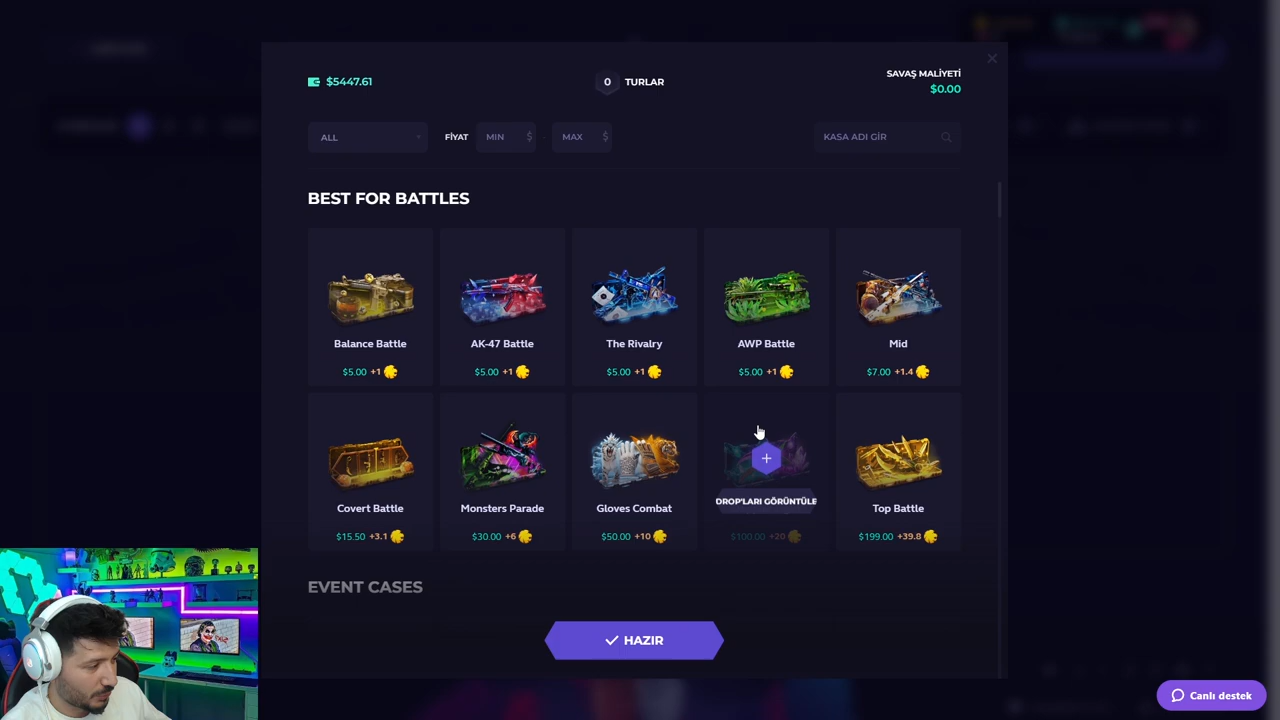 $5447.61
0 TURLAR
SAVAŞ MALİYETİ
$0.00
ALL
FİYAT
MIN $
MAX $
KASA ADI GİR
BEST FOR BATTLES
Balance Battle
$5.00 +1
AK-47 Battle
$5.00 +1
The Rivalry
$5.00 +1
AWP Battle
$5.00 +1
Mid
$7.00 +1.4
Covert Battle
$15.50 +3.1
Monsters Parade
$30.00 +6
Gloves Combat
$50.00 +10
DROP'LARI GÖRÜNTÜLE
$100.00 +20
Top Battle
$199.00 +39.8
EVENT CASES
HAZIR
Canlı destek